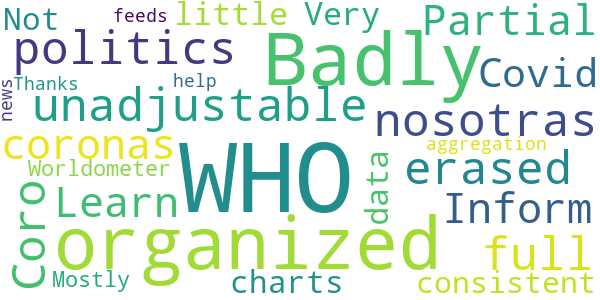 Not
feeds
little
Very
Partial
politics
Badly
Covid
news
Thanks
help
unadjustable
nosotras
coronas
WHO
aggregation
Worldometer
erased
Coro
Learn
data
Inform
organized
full
Mostly
charts
consistent